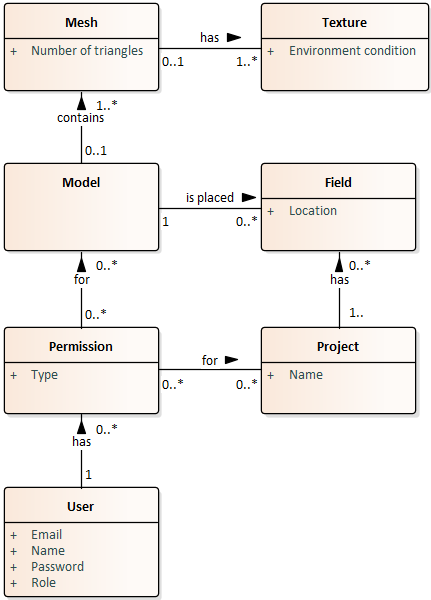 Mesh
+ Number of triangles
has
0..1
1..*
Texture
+ Environment condition
1..*
contains
0..1
Model
is placed
1
0..*
Field
+ Location
0..*
for
0..*
0..*
has
1..
Permission
+ Type
for
0..*
0..*
Project
+ Name
0..*
has
1
User
+ Email
+ Name
+ Password
+ Role